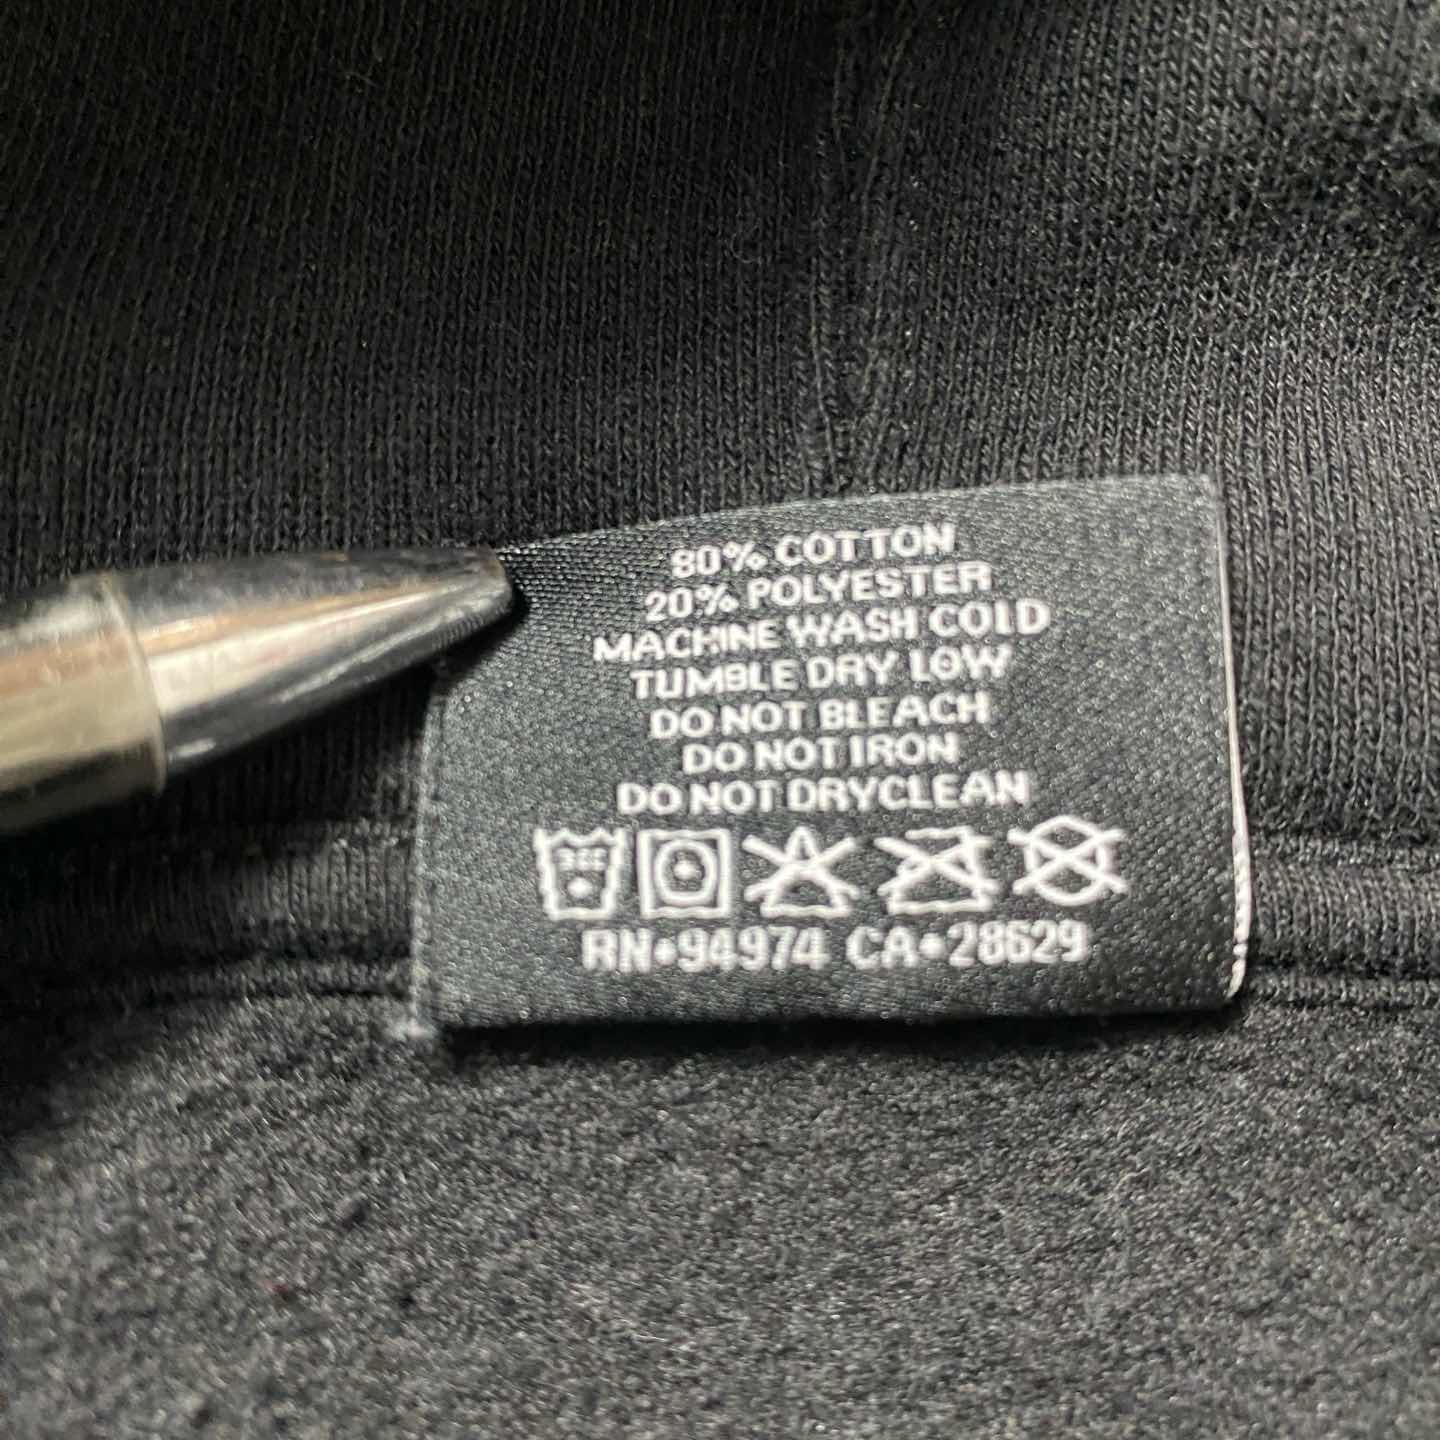 80% COTTON
20% POLYESTER
MACHINE WASH COLD
TUMBLE DRY LOW
DO NOT BLEACH
DO NOT IRON
DO NOT DRYCLEAN
RN•94974 CA•28629